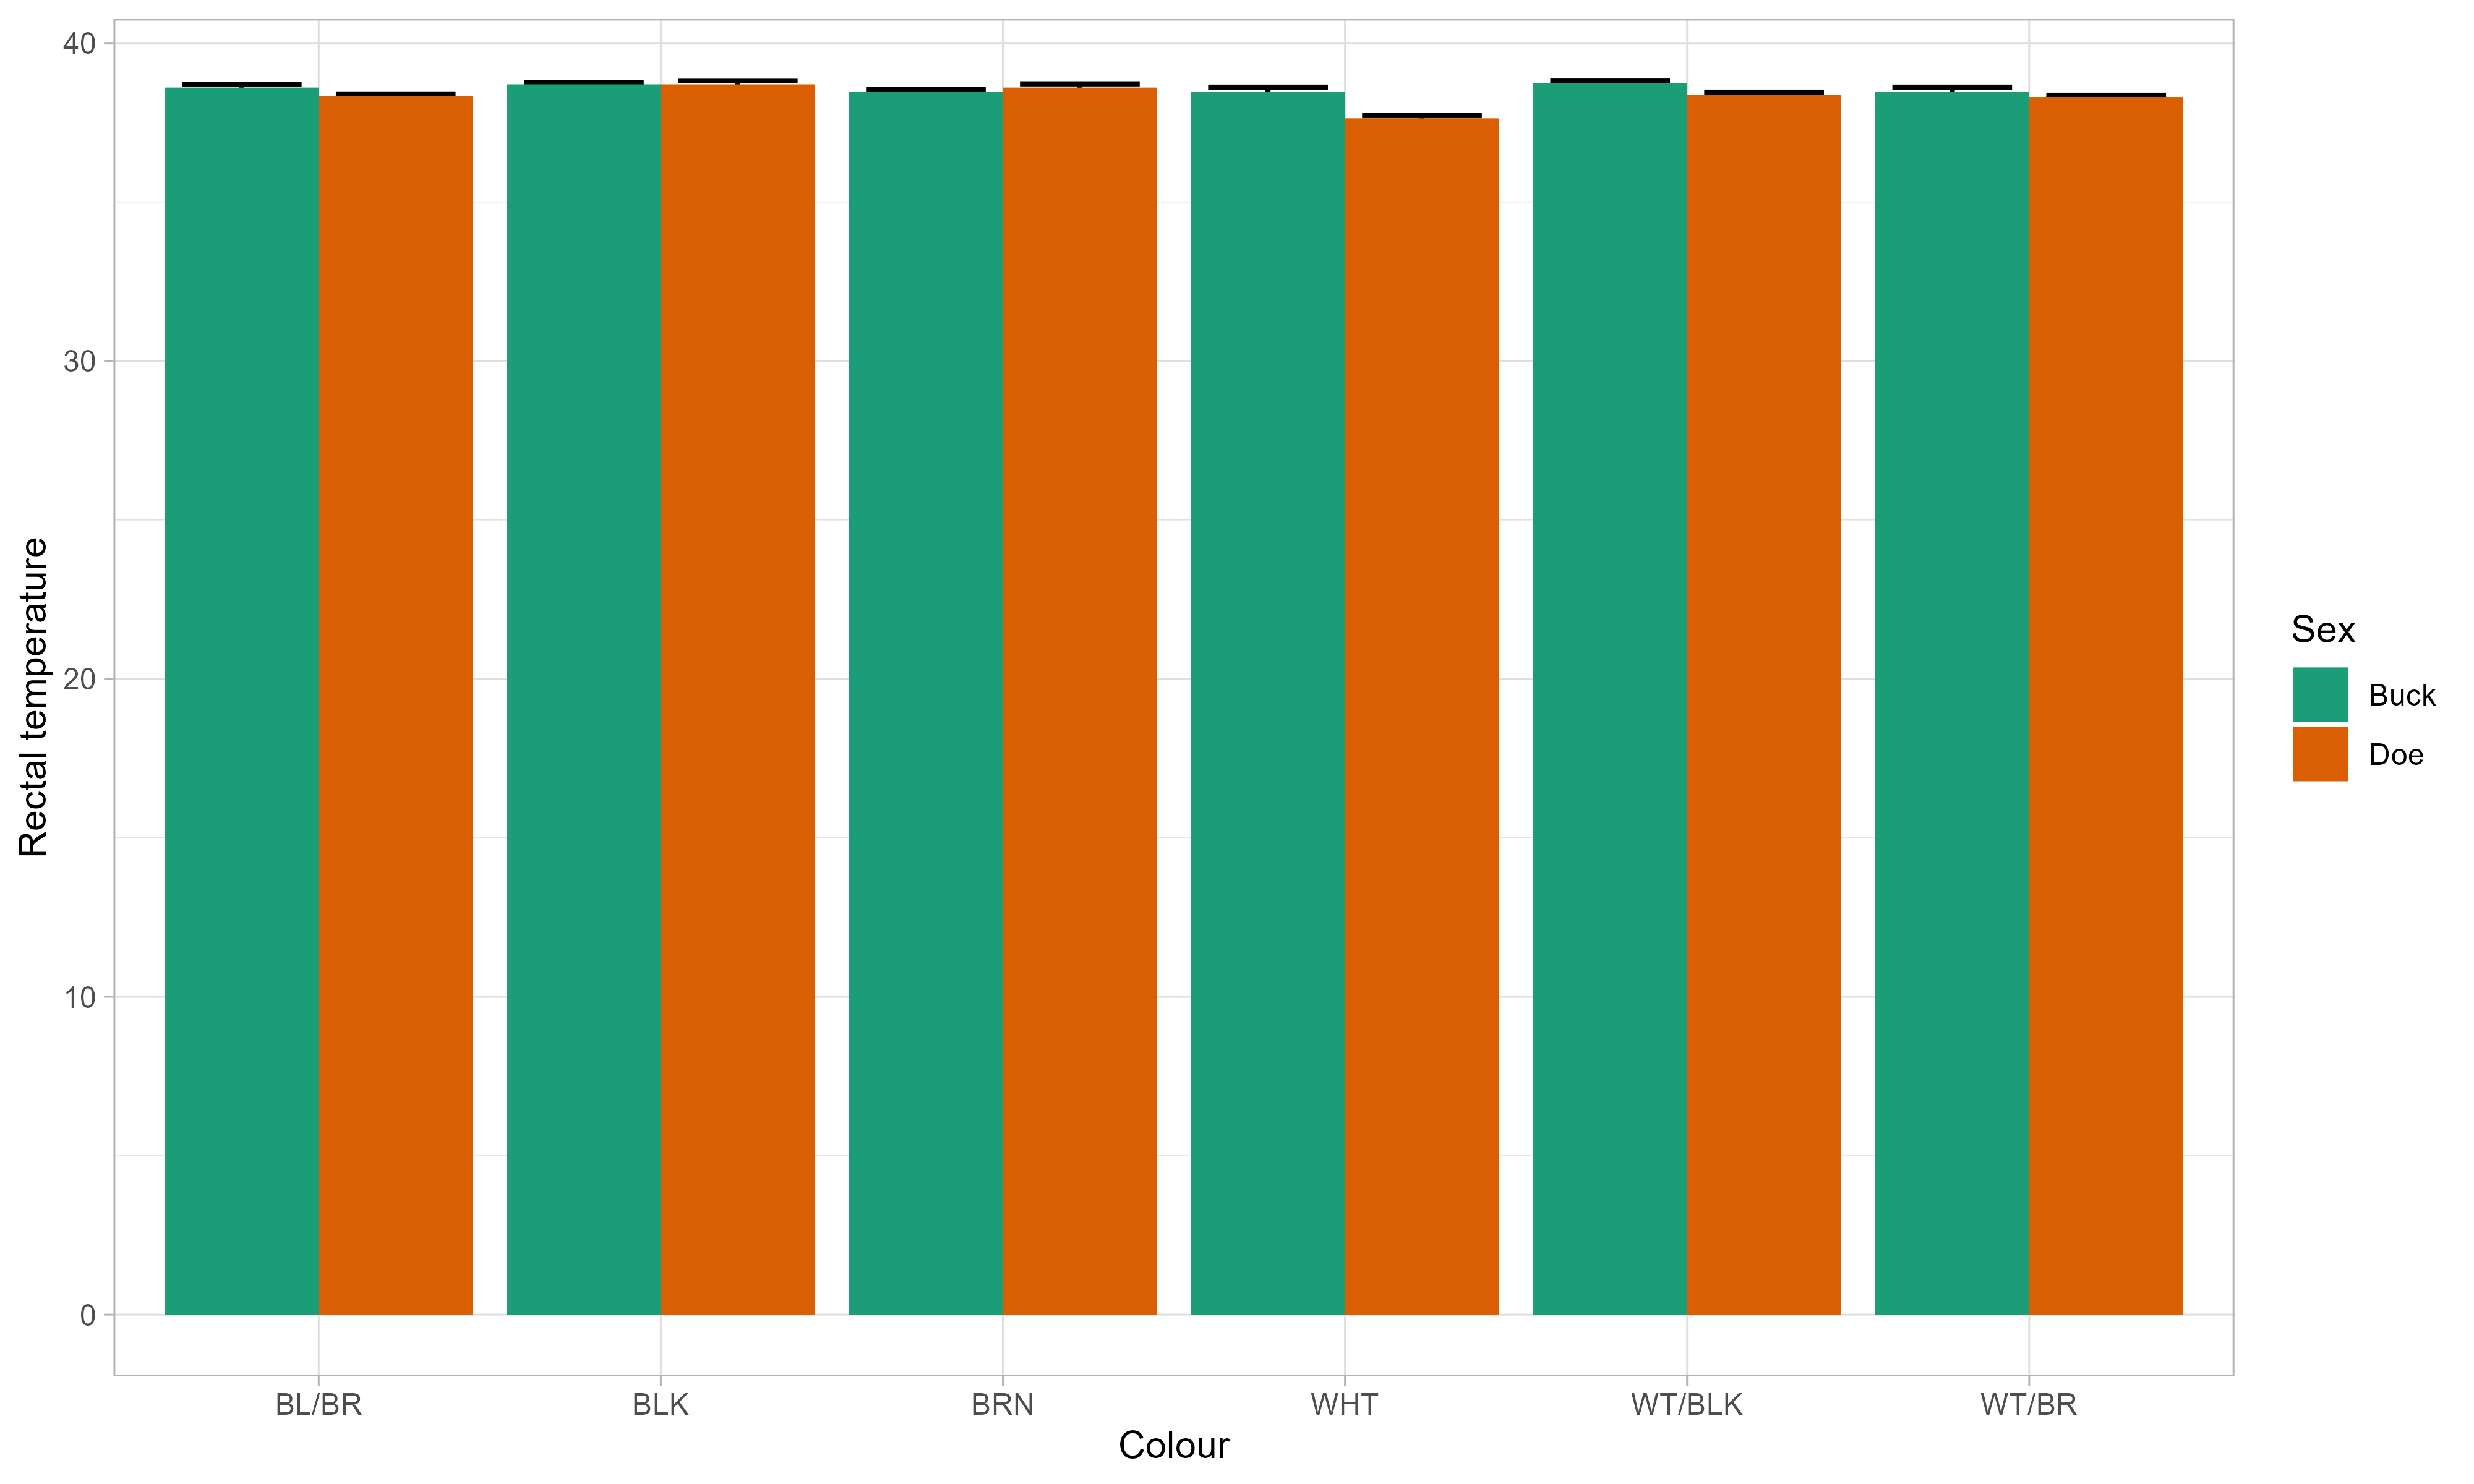 40
30
20
10
0
Rectal temperature
BL/BR
BLK
BRN
WHT
WT/BLK
WT/BR
Colour
Sex
Buck
Doe